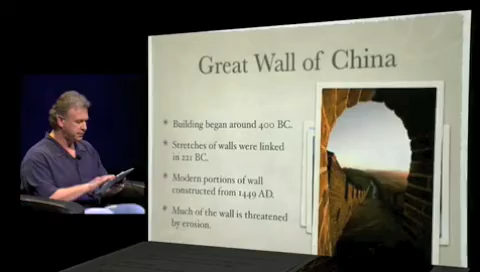 Great Wall of China
* Building began around 400 BC.
* Stretches of walls were linked
in 221 BC.
* Modern portions of wall
constructed from 1449 AD.
* Much of the wall is threatened
by erosion.